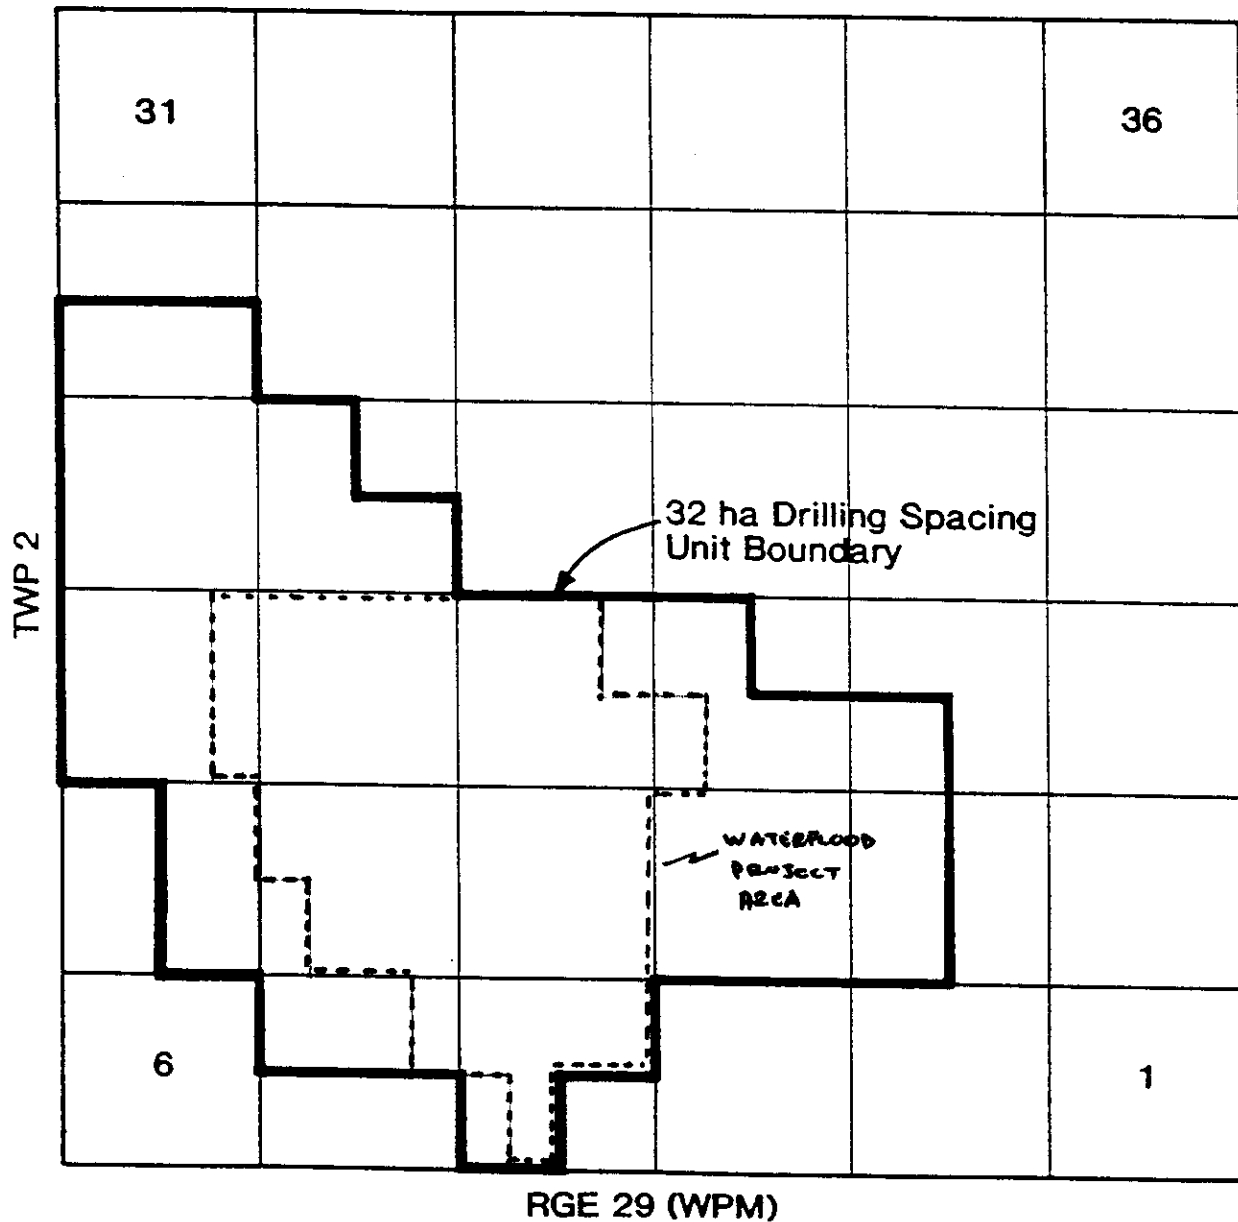 31
36
32 ha Drilling Spacing
Unit Boundary
TWP 2
WATERFLOOD
PROJECT
AREA
6
1
RGE 29 (WPM)